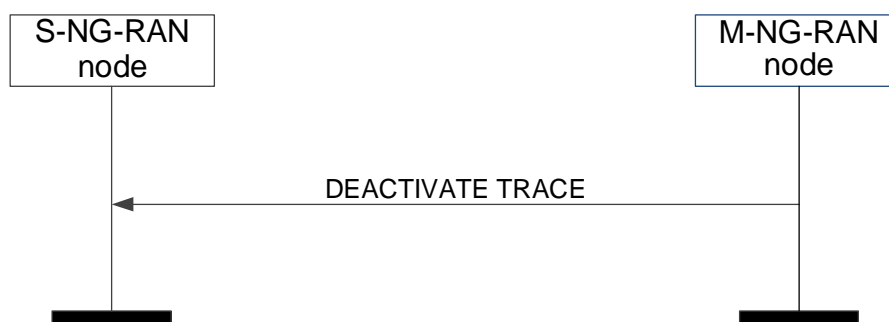 S-NG-RAN
node
M-NG-RAN
node
DEACTIVATE TRACE